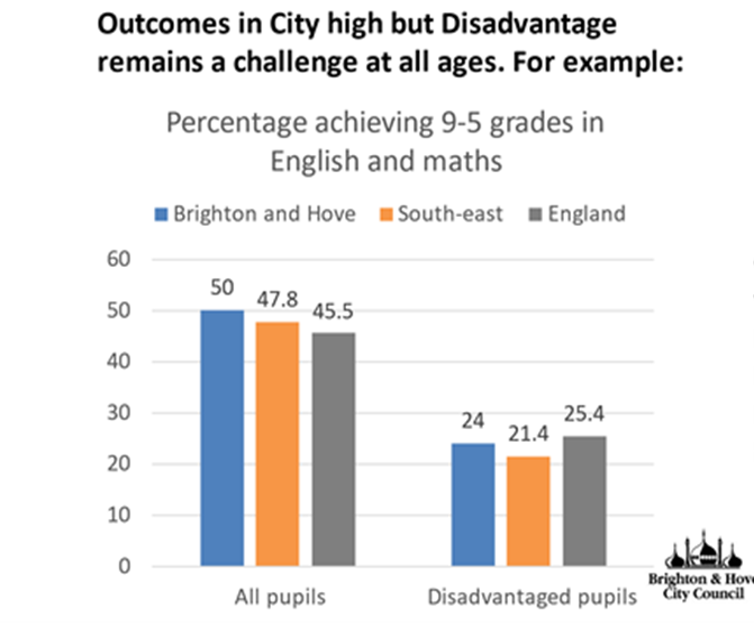 Outcomes in City high but Disadvantage
remains a challenge at all ages. For example:
Percentage achieving 9-5 grades in
English and maths
Brighton and Hove South-east England
60
50
40
30
20
10
0
50
47.8
45.5
24
21.4
25.4
All pupils
Disadvantaged pupils
Brighton & Hove
City Council